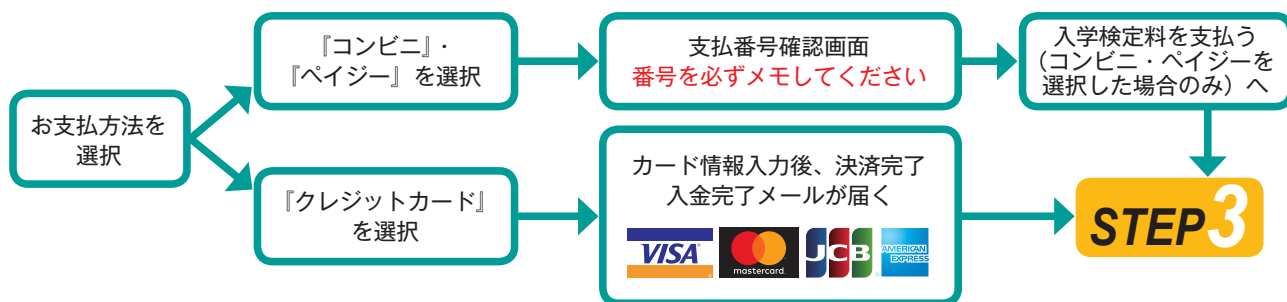 お支払方法を
選択
『コンビニ』・
『ペイジー』を選択
支払番号確認画面
番号を必ずメモしてください
入学検定料を支払う
（コンビニ・ペイジーを
選択した場合のみ）へ
『クレジットカード』
を選択
カード情報入力後、決済完了
入金完了メールが届く
VISA
mastercard
JCB
AMERICAN
EXPRESS
STEP3